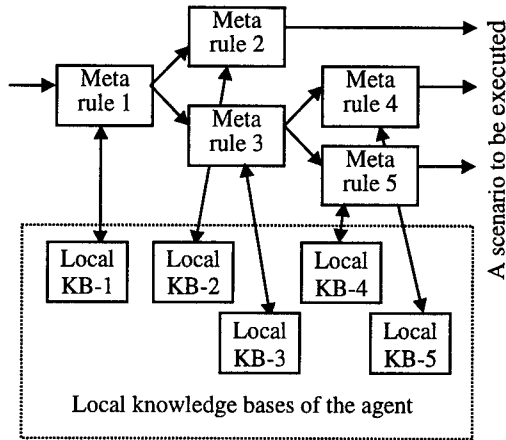 Meta
rule 1
Meta
rule 2
Meta
rule 3
Meta
rule 4
Meta
rule 5
A scenario to be executed
Local
KB-1
Local
KB-2
Local
KB-3
Local
KB-4
Local
KB-5
Local knowledge bases of the agent